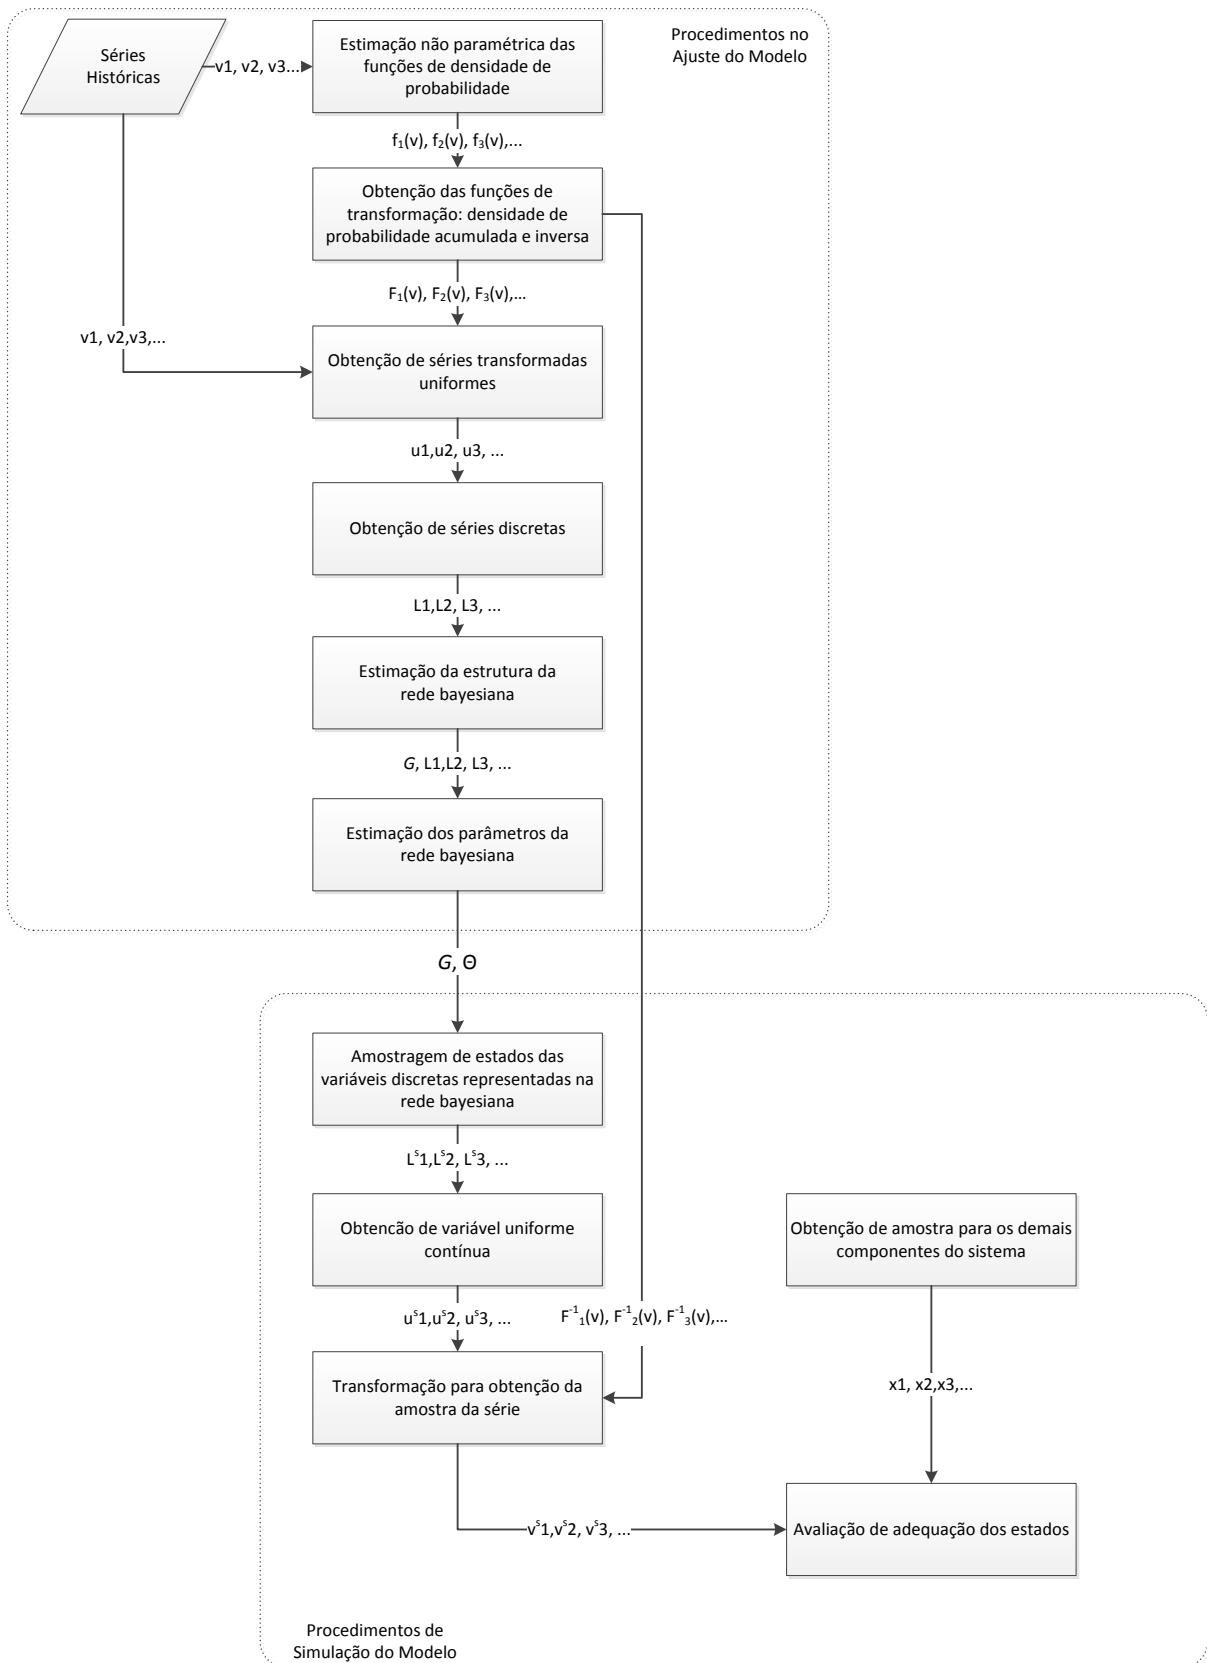 Procedimentos no
Ajuste do Modelo
Séries
Históricas
v1, v2, v3...
Estimação não paramétrica das
funções de densidade de
probabilidade
f₁(v), f₂(v), f₃(v),...
Obtenção das funções de
transformação: densidade de
probabilidade acumulada e inversa
F₁(v), F₂(v), F₃(v),...
v1, v2,v3,...
Obtenção de séries transformadas
uniformes
u1,u2, u3, ...
Obtenção de séries discretas
L1,L2, L3, ...
Estimação da estrutura da
rede bayesiana
G, L1,L2, L3, ...
Estimação dos parâmetros da
rede bayesiana
G, Θ
Amostragem de estados das
variáveis discretas representadas na
rede bayesiana
Lˢ1,Lˢ2, Lˢ3, ...
Obtencão de variável uniforme
contínua
Obtenção de amostra para os demais
componentes do sistema
uˢ1,uˢ2, uˢ3, ...
F⁻¹₁(v), F⁻¹₂(v), F⁻¹₃(v),...
Transformação para obtenção da
amostra da série
x1, x2,x3,...
vˢ1,vˢ2, vˢ3, ...
Avaliação de adequação dos estados
Procedimentos de
Simulação do Modelo